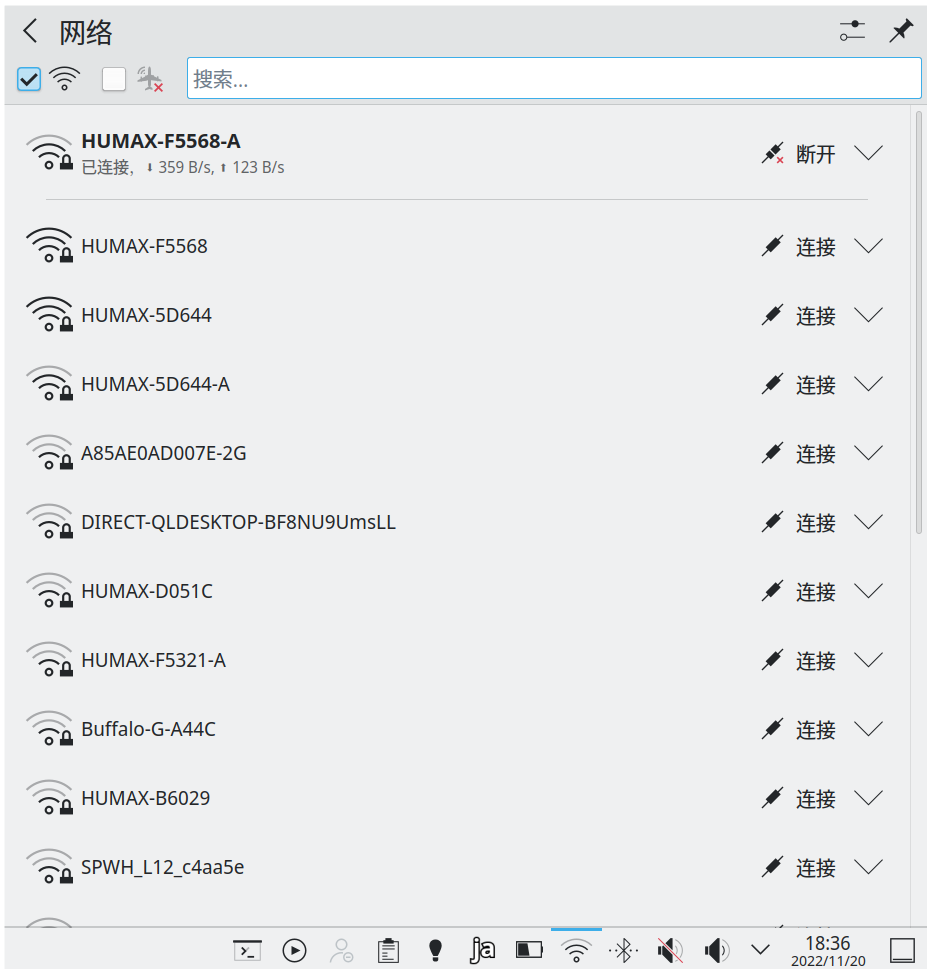 网络
搜索...
HUMAX-F5568-A
已连接, ⬇ 359 B/s, ⬆ 123 B/s
断开
HUMAX-F5568
连接
HUMAX-5D644
连接
HUMAX-5D644-A
连接
A85AE0AD007E-2G
连接
DIRECT-QLDESKTOP-BF8NU9UmsLL
连接
HUMAX-D051C
连接
HUMAX-F5321-A
连接
Buffalo-G-A44C
连接
HUMAX-B6029
连接
SPWH_L12_c4aa5e
连接
ja
18:36
2022/11/20